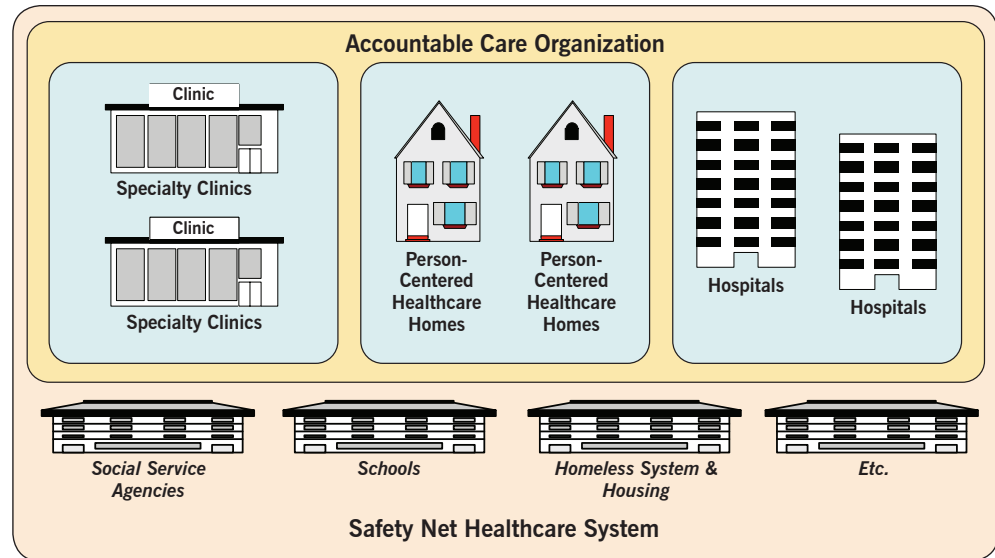 Accountable Care Organization
Clinic
Specialty Clinics
Clinic
Specialty Clinics
Person-
Centered
Healthcare
Homes
Person-
Centered
Healthcare
Homes
Hospitals
Hospitals
Social Service
Agencies
Schools
Homeless System &
Housing
Etc.
Safety Net Healthcare System